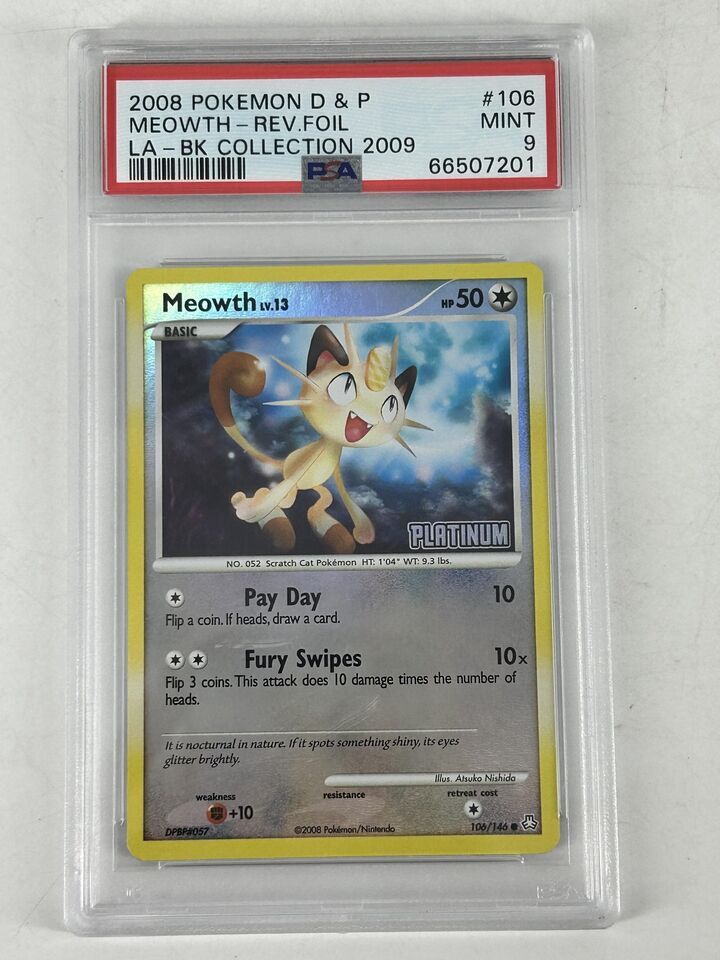 2008 POKEMON D & P #106
MEOWTH - REV.FOIL MINT
LA - BK COLLECTION 2009 9
PSA 66507201
Meowth LV.13 HP 50
BASIC
PLATINUM
NO. 052 Scratch Cat Pokémon HT: 1'04" WT: 9.3 lbs.
Pay Day 10
Flip a coin. If heads, draw a card.
Fury Swipes 10x
Flip 3 coins. This attack does 10 damage times the number of
heads.
It is nocturnal in nature. If it spots something shiny, its eyes
glitter brightly.
Illus. Atsuko Nishida
weakness resistance retreat cost
+10
DPBP#057 ©2008 Pokémon/Nintendo 106/146